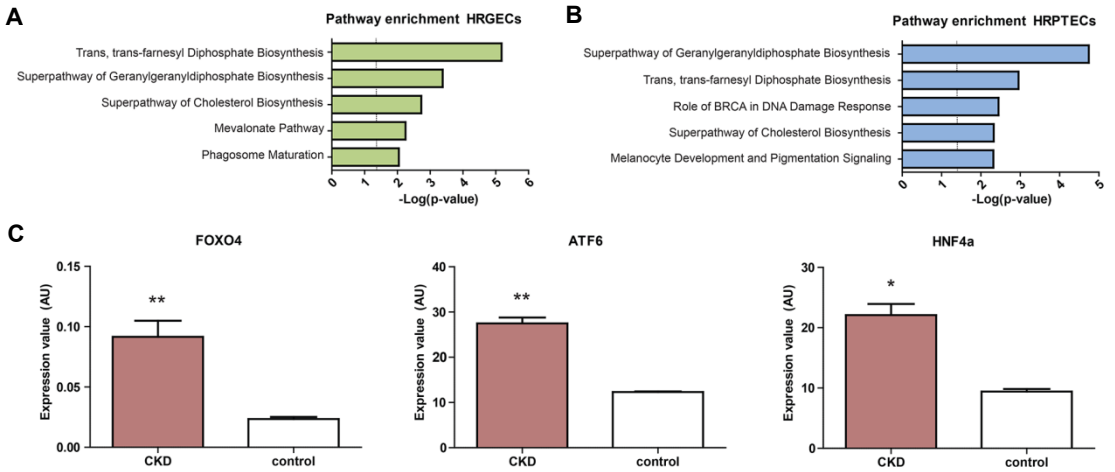 A
Pathway enrichment HRGECs
Trans, trans-farnesyl Diphosphate Biosynthesis
Superpathway of Geranylgeranyldiphosphate Biosynthesis
Superpathway of Cholesterol Biosynthesis
Mevalonate Pathway
Phagosome Maturation
0 1 2 3 4 5 6
-Log(p-value)
B
Pathway enrichment HRPTECs
Superpathway of Geranylgeranyldiphosphate Biosynthesis
Trans, trans-farnesyl Diphosphate Biosynthesis
Role of BRCA in DNA Damage Response
Superpathway of Cholesterol Biosynthesis
Melanocyte Development and Pigmentation Signaling
0 1 2 3 4 5
-Log(p-value)
C
FOXO4
Expression value (AU)
0.15
0.10
0.05
0.00
**
CKD control
ATF6
Expression value (AU)
40
30
20
10
0
**
CKD control
HNF4a
Expression value (AU)
30
20
10
0
*
CKD control